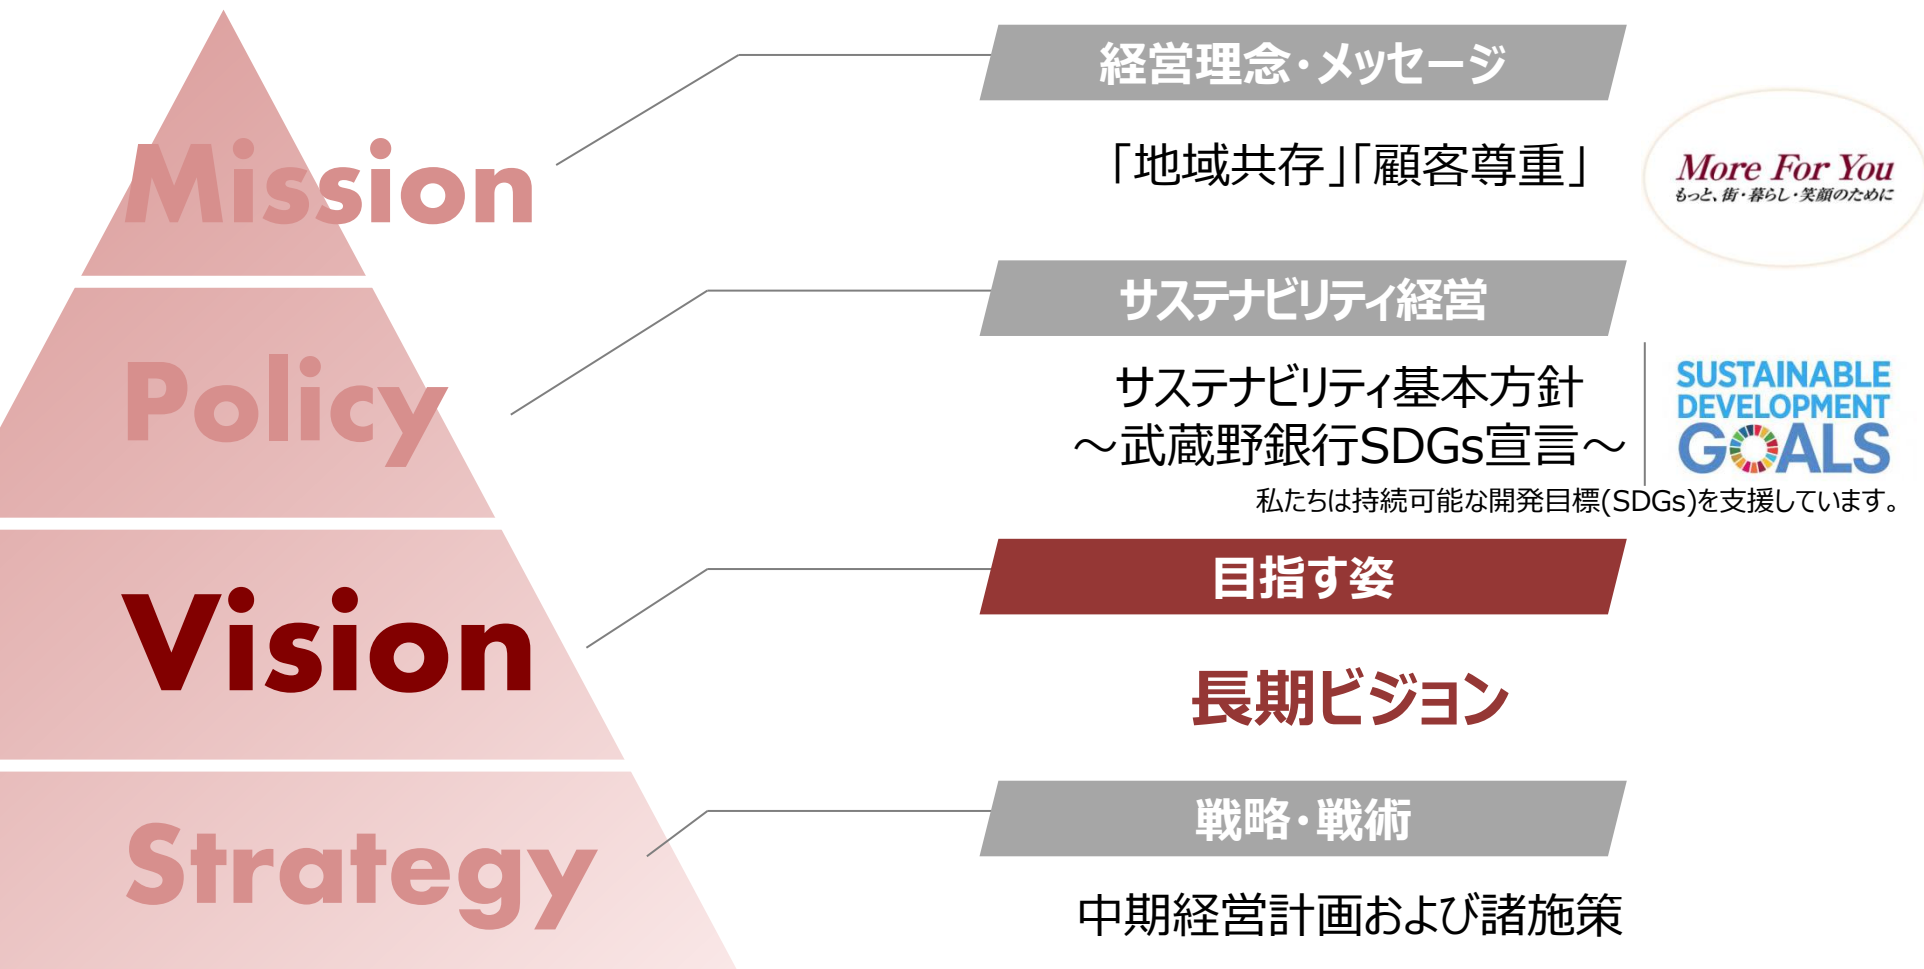 Mission
経営理念・メッセージ
「地域共存」「顧客尊重」
More For You
もっと、街・暮らし・笑顔のために
Policy
サステナビリティ経営
サステナビリティ基本方針
～武蔵野銀行SDGs宣言～
SUSTAINABLE
DEVELOPMENT
GOALS
私たちは持続可能な開発目標(SDGs)を支援しています。
Vision
目指す姿
長期ビジョン
Strategy
戦略・戦術
中期経営計画および諸施策